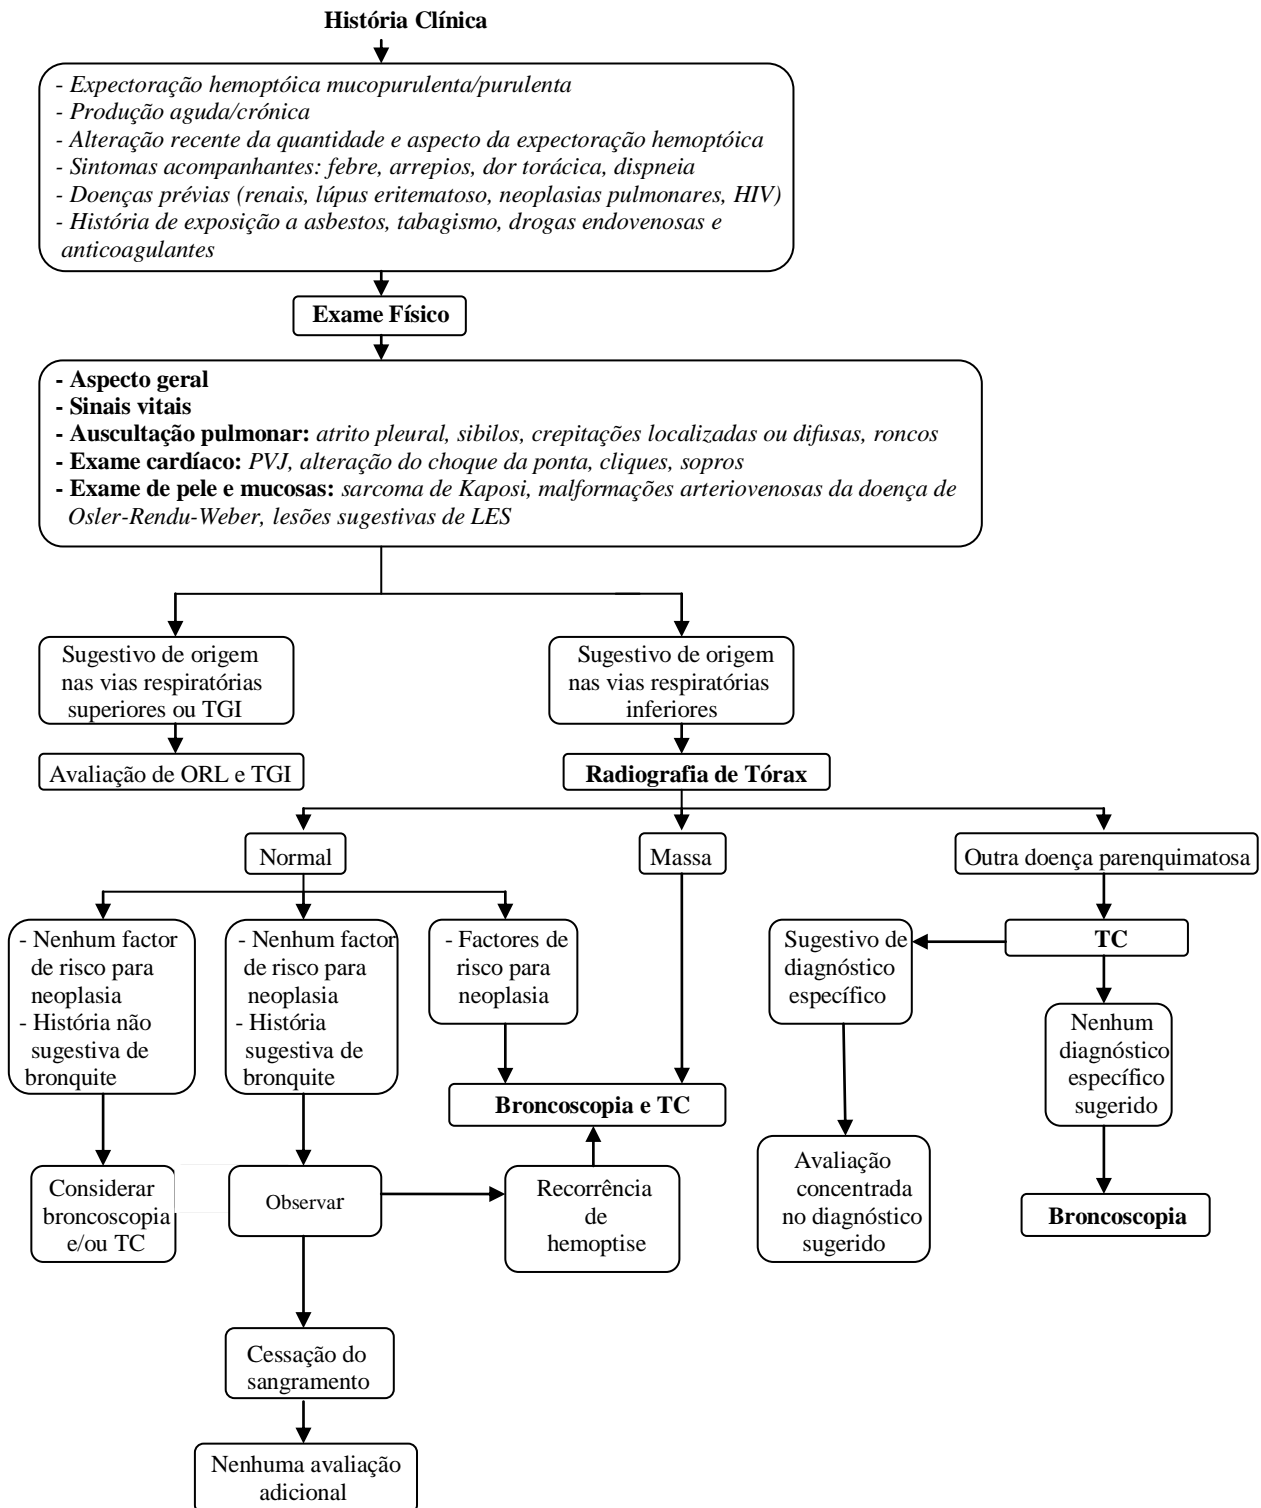 História Clínica
- Expectoração hemoptóica mucopurulenta/purulenta
- Produção aguda/crónica
- Alteração recente da quantidade e aspecto da expectoração hemoptóica
- Sintomas acompanhantes: febre, arrepios, dor torácica, dispneia
- Doenças prévias (renais, lúpus eritematoso, neoplasias pulmonares, HIV)
- História de exposição a asbestos, tabagismo, drogas endovenosas e
anticoagulantes
Exame Físico
- Aspecto geral
- Sinais vitais
- Auscultação pulmonar: atrito pleural, sibilos, crepitações localizadas ou difusas, roncos
- Exame cardíaco: PVJ, alteração do choque da ponta, cliques, sopros
- Exame de pele e mucosas: sarcoma de Kaposi, malformações arteriovenosas da doença de
Osler-Rendu-Weber, lesões sugestivas de LES
Sugestivo de origem
nas vias respiratórias
superiores ou TGI
Sugestivo de origem
nas vias respiratórias
inferiores
Avaliação de ORL e TGI
Radiografia de Tórax
Normal
Massa
Outra doença parenquimatosa
- Nenhum factor
de risco para
neoplasia
- História não
sugestiva de
bronquite
- Nenhum factor
de risco para
neoplasia
- História
sugestiva de
bronquite
- Factores de
risco para
neoplasia
Sugestivo de
diagnóstico
específico
TC
Nenhum
diagnóstico
específico
sugerido
Broncoscopia e TC
Considerar
broncoscopia
e/ou TC
Observar
Recorrência
de
hemoptise
Avaliação
concentrada
no diagnóstico
sugerido
Broncoscopia
Cessação do
sangramento
Nenhuma avaliação
adicional